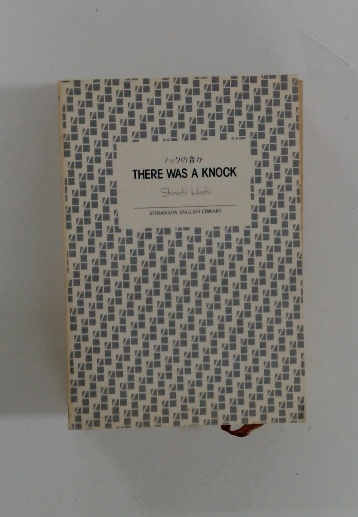 ノックの音が
THERE WAS A KNOCK
Shinichi Hoshi
KODANSHA ENGLISH LIBRARY